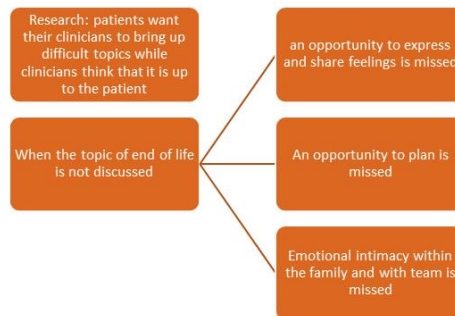 Research: patients want
their clinicians to bring up
difficult topics while
clinicians think that it is up
to the patient
When the topic of end of life
is not discussed
an opportunity to express
and share feelings is missed
An opportunity to plan is
missed
Emotional intimacy within
the family and with team is
missed